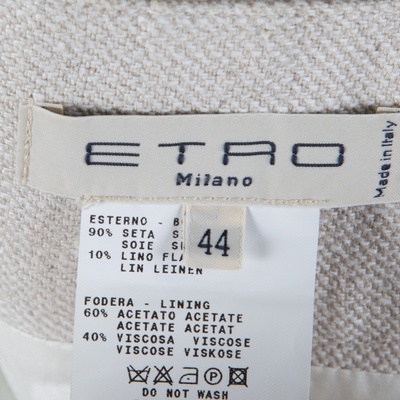 ETRO
Milano
Made in Italy
44
ESTERNO -
90% SETA
SOIE
10% LINO
LIN LEINEN
FODERA - LINING
60% ACETATO ACETATE
ACETATE ACETAT
40% VISCOSA VISCOSE
VISCOSE VISKOSE
DO NOT WASH